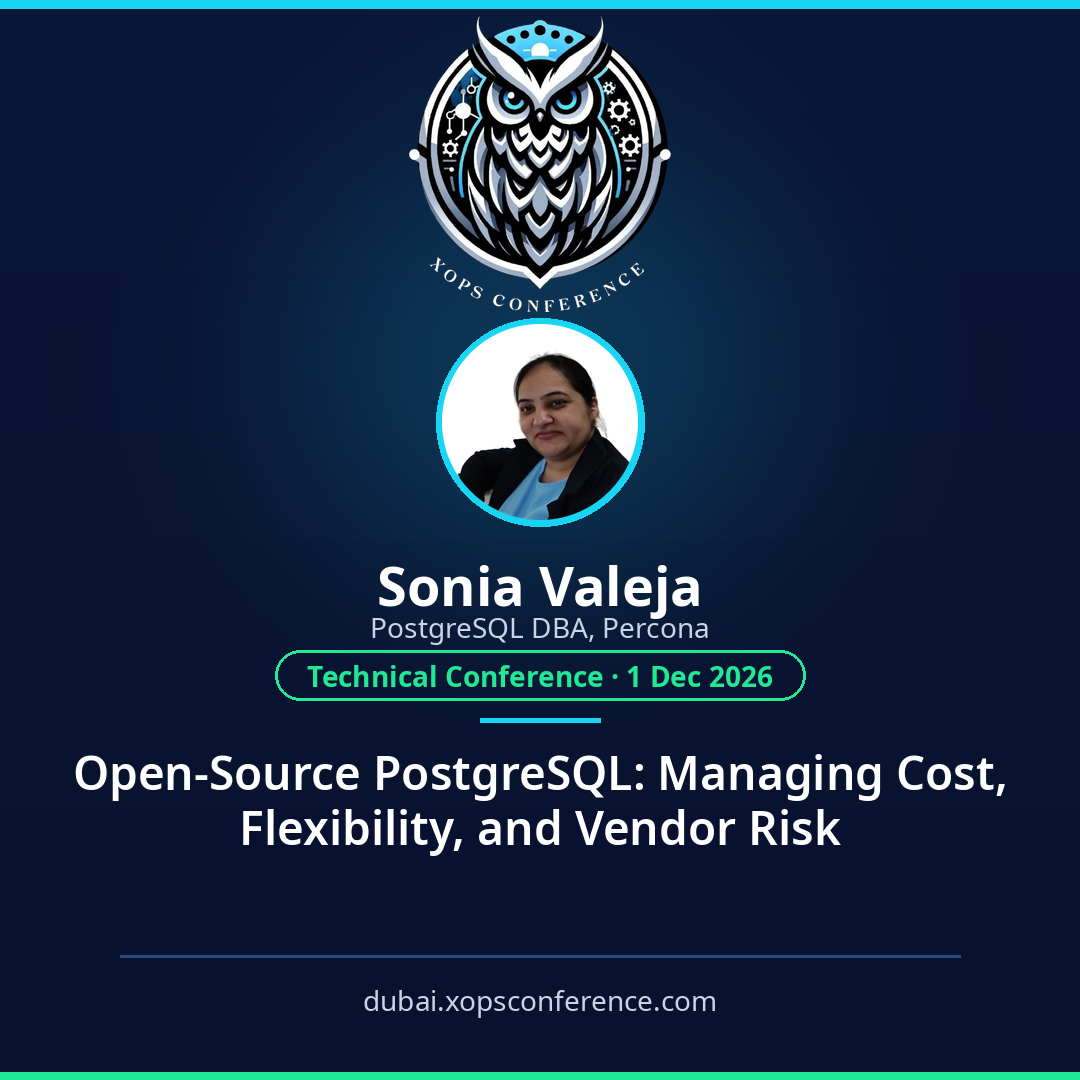 XOPS CONFERENCE
Sonia Valeja
PostgreSQL DBA, Percona
Technical Conference · 1 Dec 2026
Open-Source PostgreSQL: Managing Cost,
Flexibility, and Vendor Risk
dubai.xopsconference.com